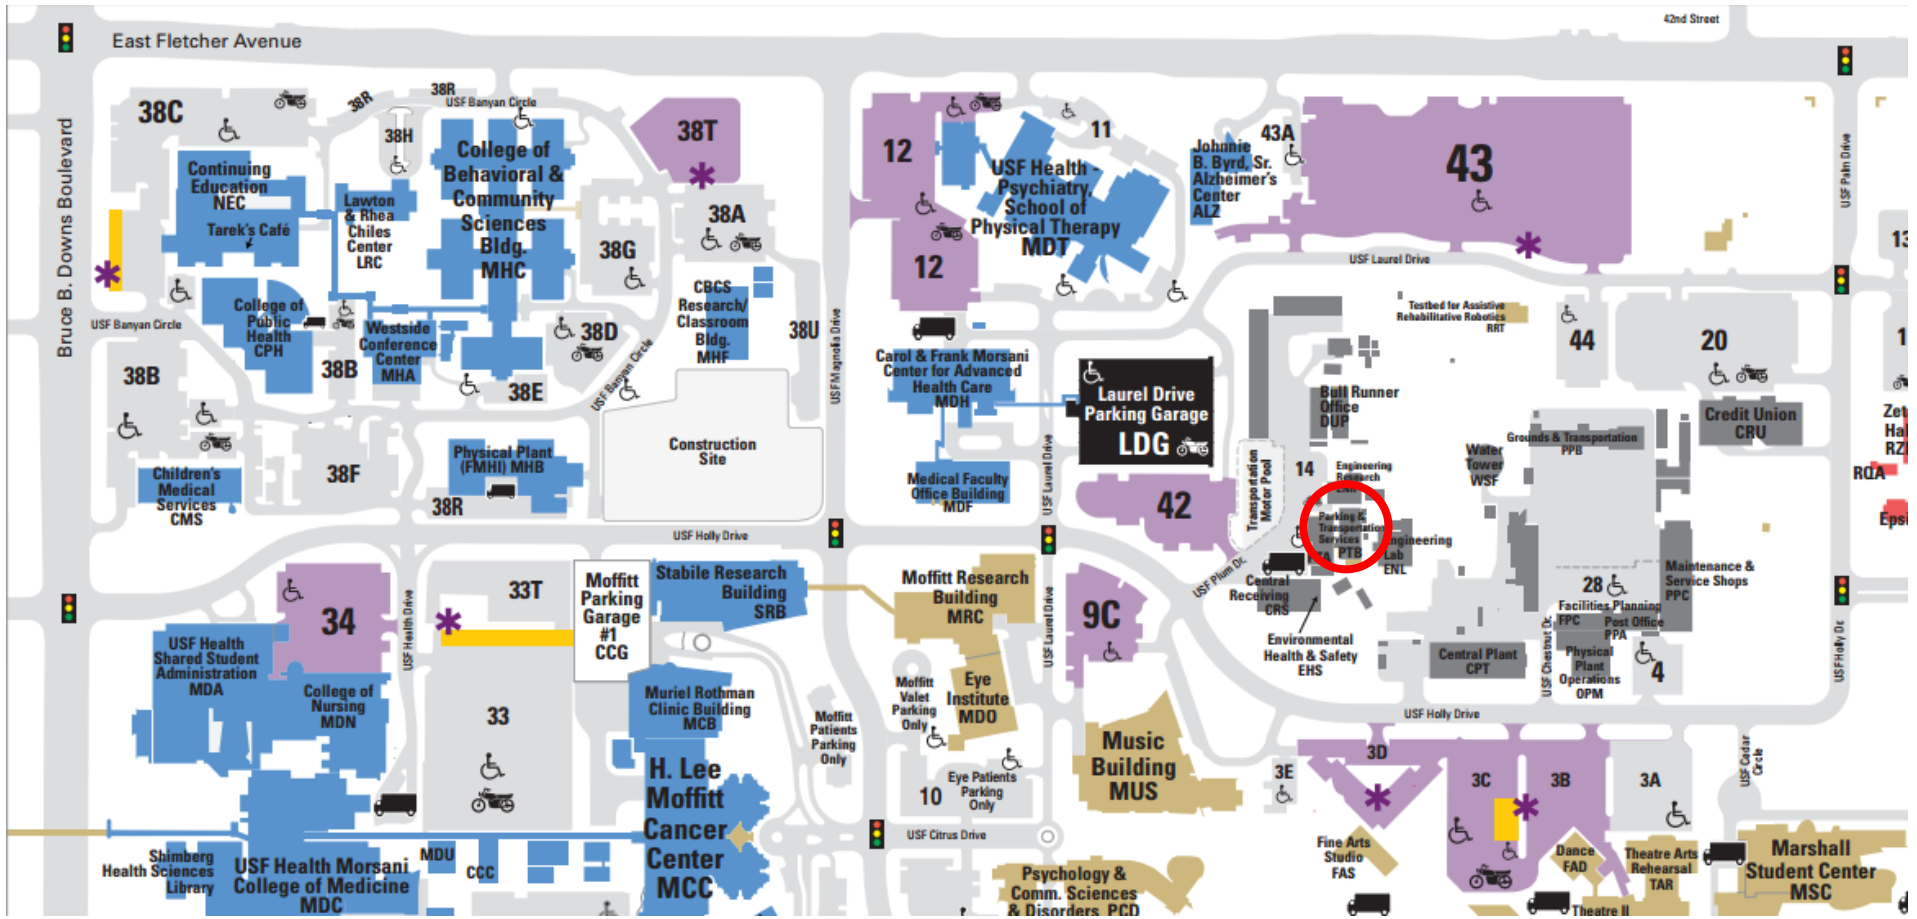 42nd Street
East Fletcher Avenue
Bruce B. Downs Boulevard
38C
38R
38R
USF Banyan Circle
38H
College of
Behavioral &
Community
Sciences
Bldg.
MHC
38T
Continuing
Education
NEC
Tarek's Café
Lawton
& Rhea
Chiles
Center
LRC
38G
38A
CBCS
Research/
Classroom
Bldg.
MHF
38U
USF Magnolia Drive
12
12
11
USF Health -
Psychiatry,
School of
Physical Therapy
MDT
43A
Johnnie
B. Byrd, Sr.
Alzheimer's
Center
ALZ
43
USF Palm Drive
13
USF Laurel Drive
USF Banyan Circle
College of
Public
Health
CPH
Westside
Conference
Center
MHA
38B
38B
38D
38E
USF Banyan Circle
Construction
Site
Carol & Frank Morsani
Center for Advanced
Health Care
MDH
Laurel Drive
Parking Garage
LDG
Testbed for Assistive
Rehabilitative Robotics
RRT
44
20
Bull Runner
Office
DUP
Credit Union
CRU
Grounds & Transportation
PPB
Water
Tower
WSF
Zet
Hal
RZ
RQA
Epsi
Children's
Medical
Services
CMS
38F
Physical Plant
(FMHI) MHB
38R
Medical Faculty
Office Building
MDF
USF Laurel Drive
42
Transportation
Motor Pool
14
Engineering
Research
Parking &
Transportation
Services
PTB
Engineering
Lab
ENL
USF Holly Drive
USF Plum Dr.
Central
Receiving
CRS
Environmental
Health & Safety
EHS
Maintenance &
Service Shops
PPC
28
Facilities Planning
FPC
Post Office
PPA
Physical
Plant
Operations
OPM
4
Central Plant
CPT
USF Chestnut Dr.
USF Holly Dr.
34
USF Health Drive
33T
Moffitt
Parking
Garage
#1
CCG
Stabile Research
Building
SRB
Moffitt Research
Building
MRC
USF Laurel Drive
9C
USF Health
Shared Student
Administration
MDA
College of
Nursing
MDN
33
Muriel Rothman
Clinic Building
MCB
Moffitt
Valet
Parking
Only
Eye
Institute
MDO
Moffitt
Patients
Parking
Only
Music
Building
MUS
USF Holly Drive
3D
3E
3C
3B
3A
USF Cedar
Circle
H. Lee
Moffitt
Cancer
Center
MCC
10
Eye Patients
Parking
Only
USF Citrus Drive
Shimberg
Health Sciences
Library
USF Health Morsani
College of Medicine
MDC
MDU
CCC
Psychology &
Comm. Sciences
& Disorders PCD
Fine Arts
Studio
FAS
Dance
FAD
Theatre Arts
Rehearsal
TAR
Theatre II
Marshall
Student Center
MSC